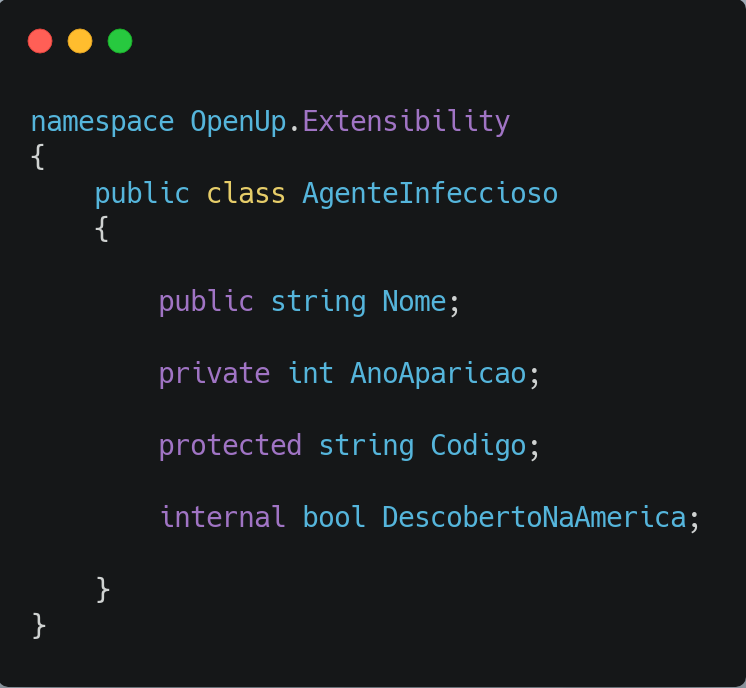 namespace OpenUp.Extensibility
{
    public class AgenteInfeccioso
    {
        public string Nome;
        private int AnoAparicao;
        protected string Codigo;
        internal bool DescobertoNaAmerica;
    }
}